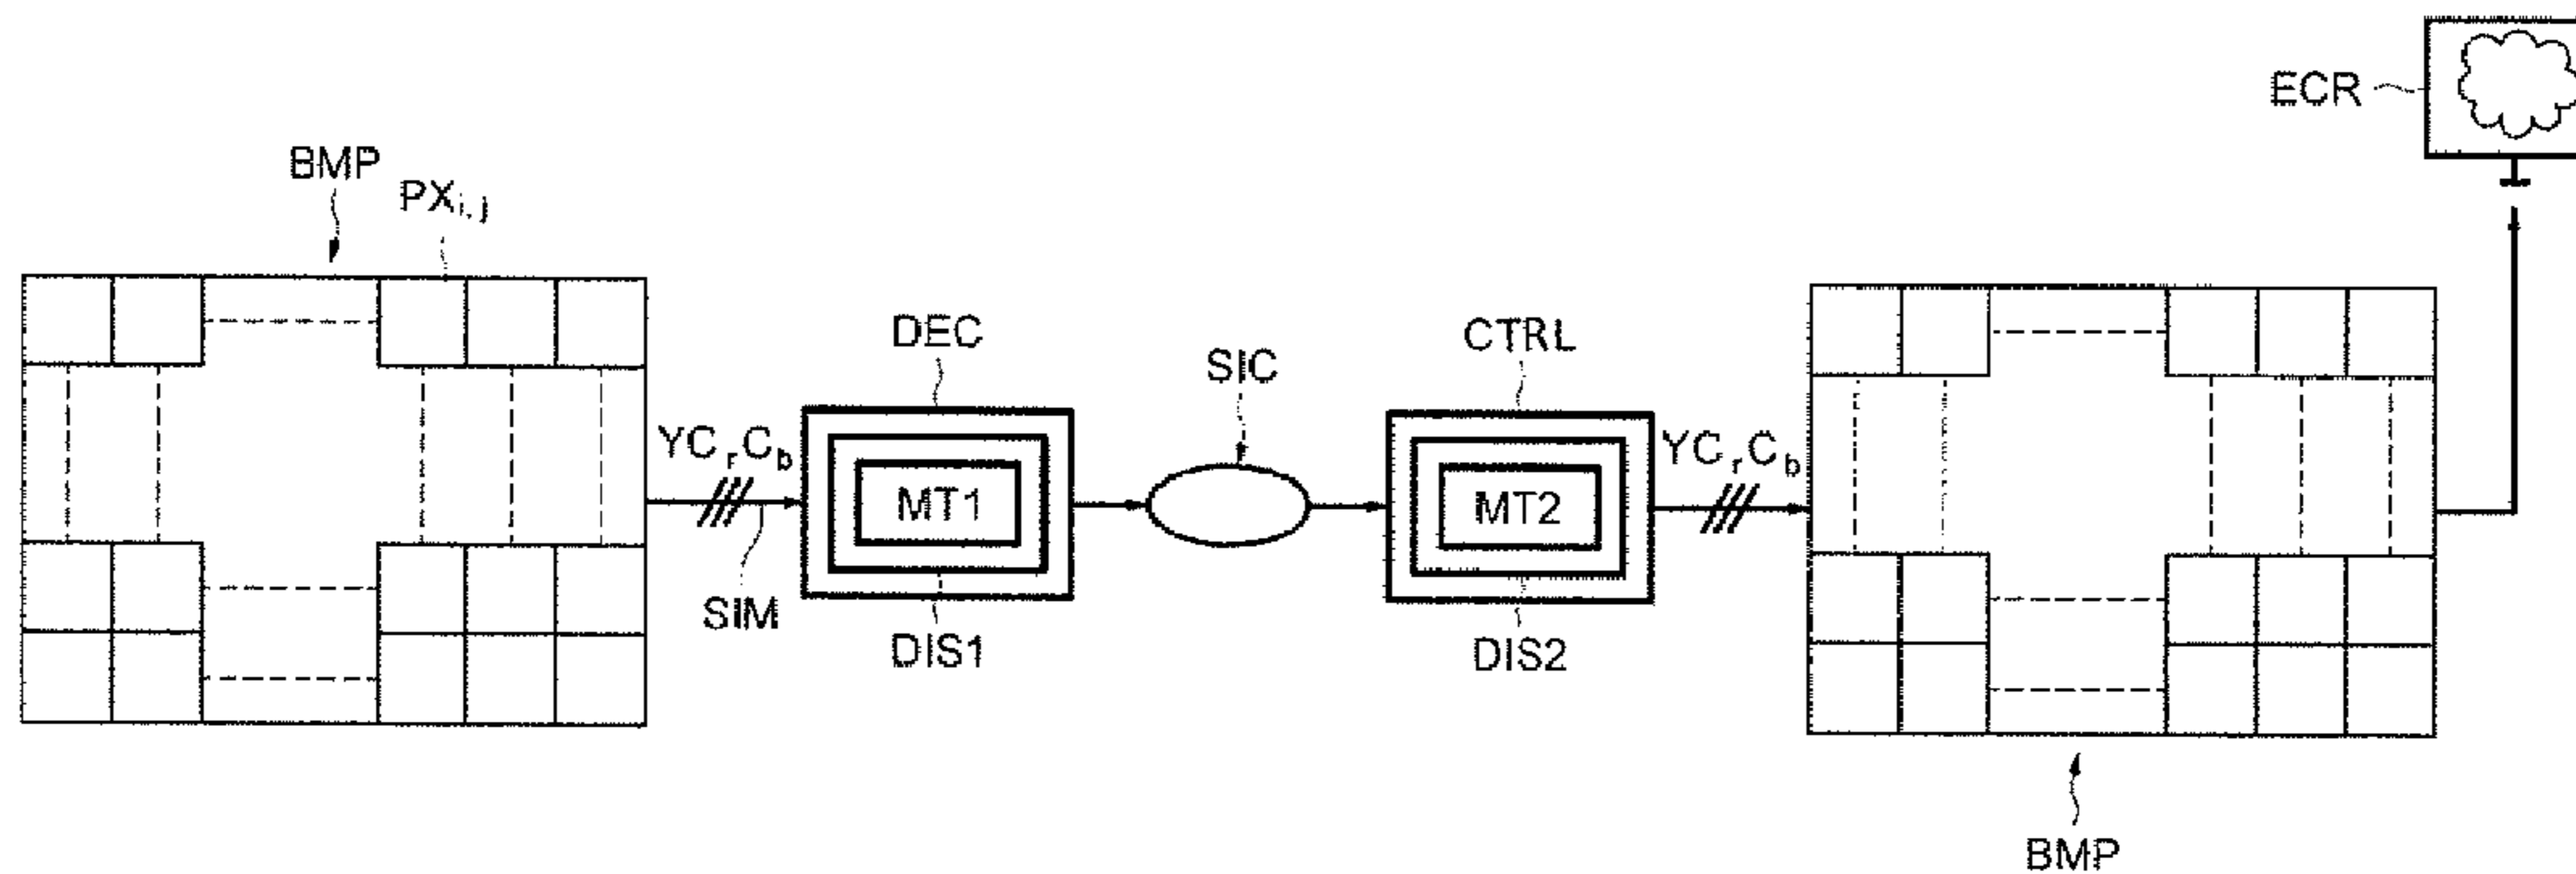 ECR
BMP
PXi,j
DEC
SIC
CTRL
YCrCb
YCrCb
MT1
MT2
SIM
DIS1
DIS2
BMP